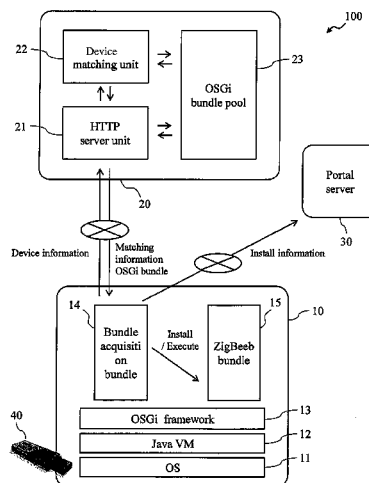 100
22
Device
matching unit
23
OSGi
bundle pool
21
HTTP
server unit
20
Portal
server
30
Device information
Matching
information
OSGi bundle
Install information
14
Bundle
acquisiti
on bundle
Install
/ Execute
15
ZigBeeb
bundle
10
OSGi framework
13
Java VM
12
OS
11
40